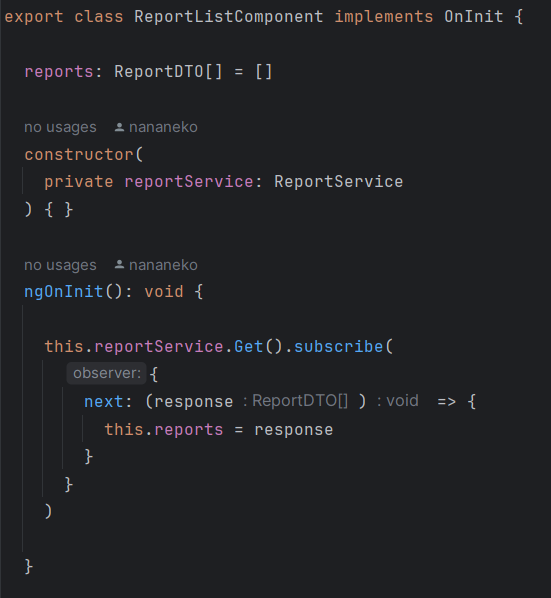 export class ReportListComponent implements OnInit {
reports: ReportDTO[] = []
no usages nananeko
constructor(
private reportService: ReportService
) { }
no usages nananeko
ngOnInit(): void {
this.reportService.Get().subscribe(
observer: {
next: (response : ReportDTO[] ) : void => {
this.reports = response
}
}
)
}